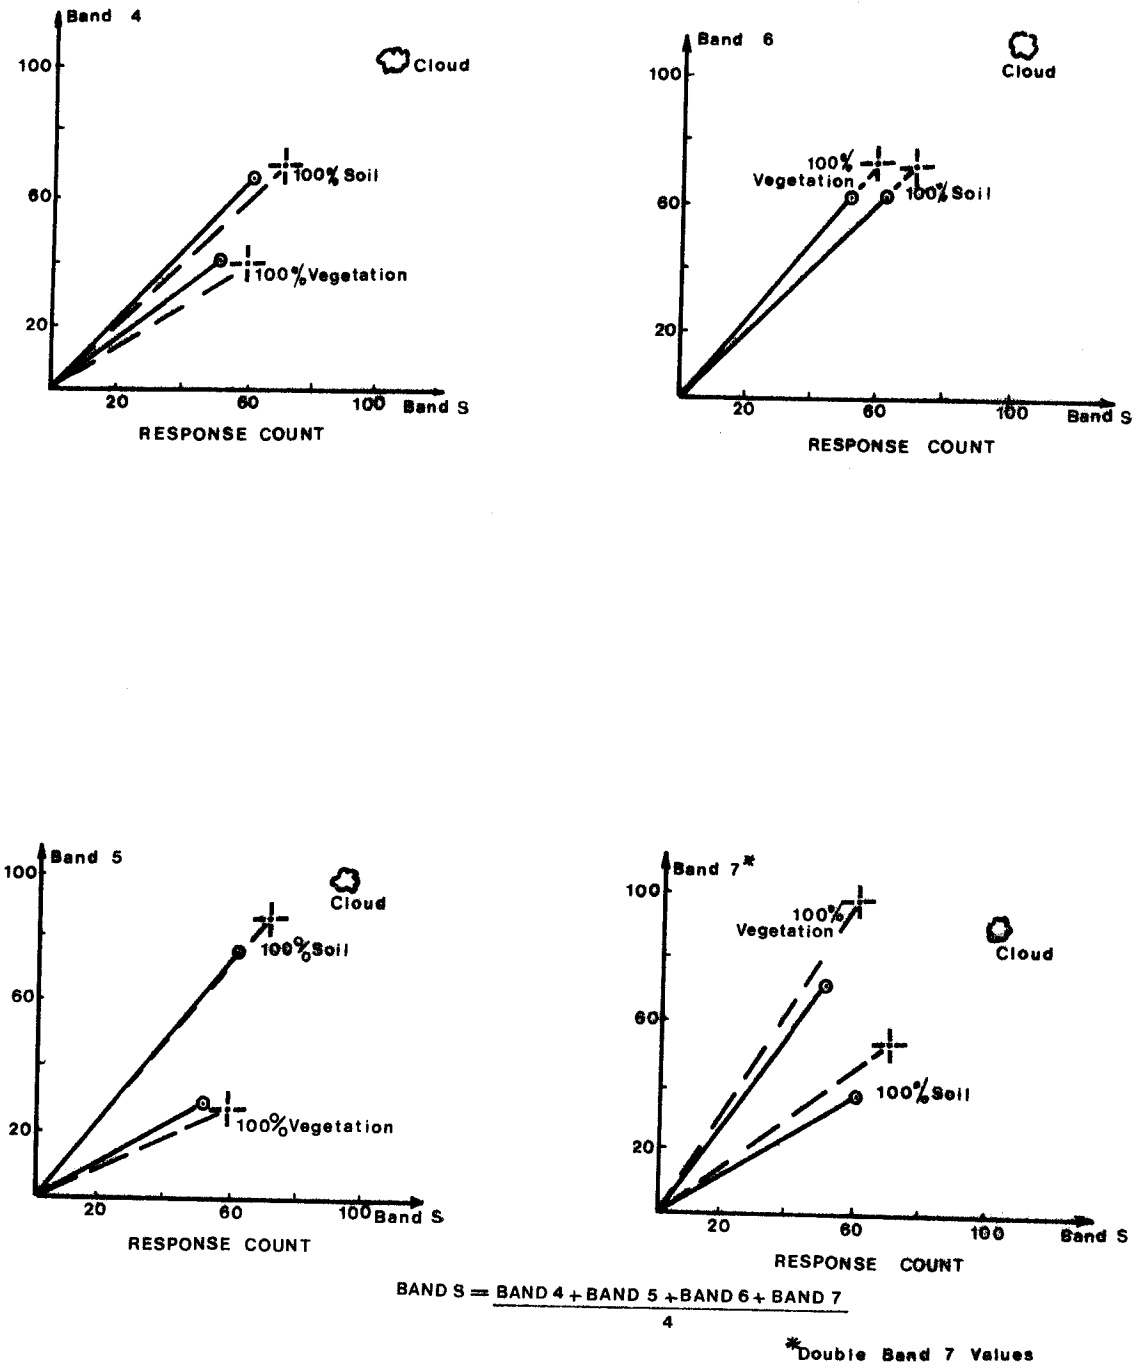 Band 4
100
Cloud
100% Soil
60
100% Vegetation
20
20 60 100 Band S
RESPONSE COUNT
Band 6
100
Cloud
100%
Vegetation
60
100% Soil
20
20 60 100 Band S
RESPONSE COUNT
Band 5
100
Cloud
100% Soil
60
20
100% Vegetation
20 60 100 Band S
RESPONSE COUNT
Band 7*
100
100%
Vegetation
Cloud
60
100% Soil
20
20 60 100 Band S
RESPONSE COUNT
BAND S = BAND 4 + BAND 5 + BAND 6 + BAND 7
4
*Double Band 7 Values